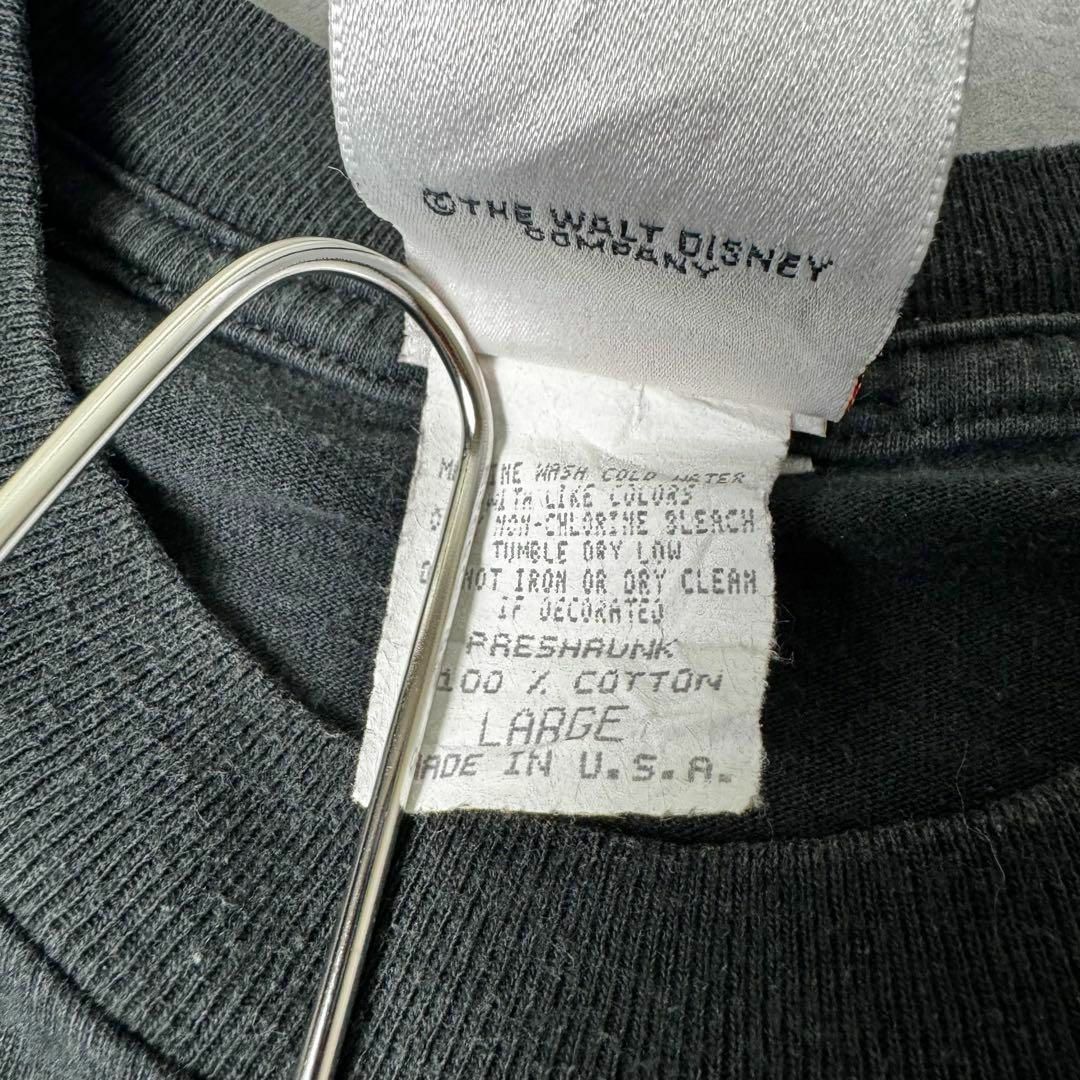 ©THE WALT DISNEY
COMPANY
WASH COLD WATER
WITH LIKE COLORS
NON-CHLORINE BLEACH
TUMBLE DRY LOW
NOT IRON OR DRY CLEAN
IF DECORATED
PRESHRUNK
100 % COTTON
LARGE
MADE IN U.S.A.